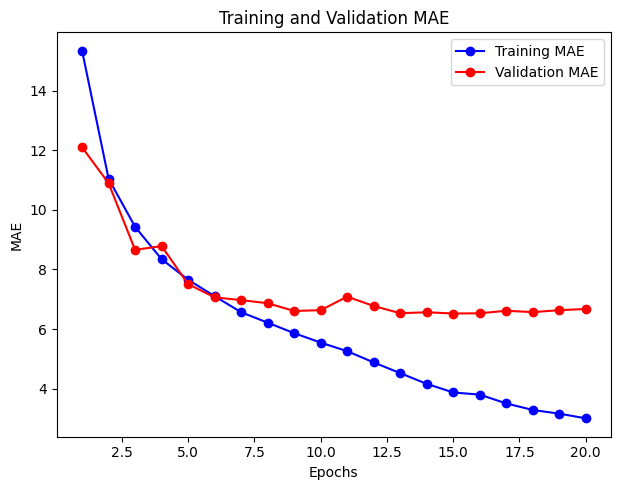 Training and Validation MAE
Training MAE
Validation MAE
14
12
10
8
6
4
MAE
2.5 5.0 7.5 10.0 12.5 15.0 17.5 20.0
Epochs